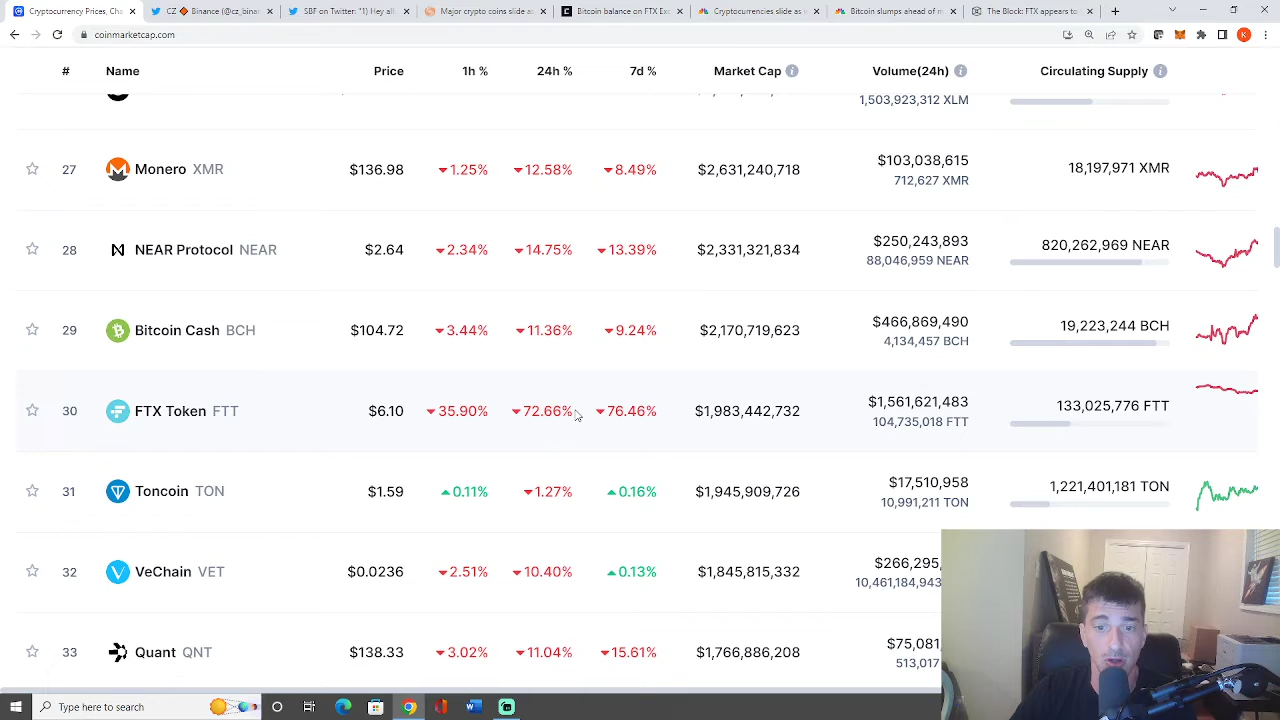 Cryptocurrency Prices, Cha
CZ Binance (@cz_binan
SBF on Twitter: "1) Hey all:
Major crypto coins slide as
Bitcoin balance on FTX Exc
Cryptocurrencies slide as
Bitcoin slumps ahead of m
The Block: FTX appears to
coinmarketcap.com
K
# Name Price 1h % 24h % 7d % Market Cap Volume(24h) Circulating Supply
1,503,923,312 XLM
27 Monero XMR $136.98 1.25% 12.58% 8.49% $2,631,240,718 $103,038,615 18,197,971 XMR
712,627 XMR
28 NEAR Protocol NEAR $2.64 2.34% 14.75% 13.39% $2,331,321,834 $250,243,893 820,262,969 NEAR
88,046,959 NEAR
29 Bitcoin Cash BCH $104.72 3.44% 11.36% 9.24% $2,170,719,623 $466,869,490 19,223,244 BCH
4,134,457 BCH
30 FTX Token FTT $6.10 35.90% 72.66% 76.46% $1,983,442,732 $1,561,621,483 133,025,776 FTT
104,735,018 FTT
31 Toncoin TON $1.59 0.11% 1.27% 0.16% $1,945,909,726 $17,510,958 1,221,401,181 TON
10,991,211 TON
32 VeChain VET $0.0236 2.51% 10.40% 0.13% $1,845,815,332 $266,295,
10,461,184,943
33 Quant QNT $138.33 3.02% 11.04% 15.61% $1,766,886,208 $75,081,
513,017
Type here to search